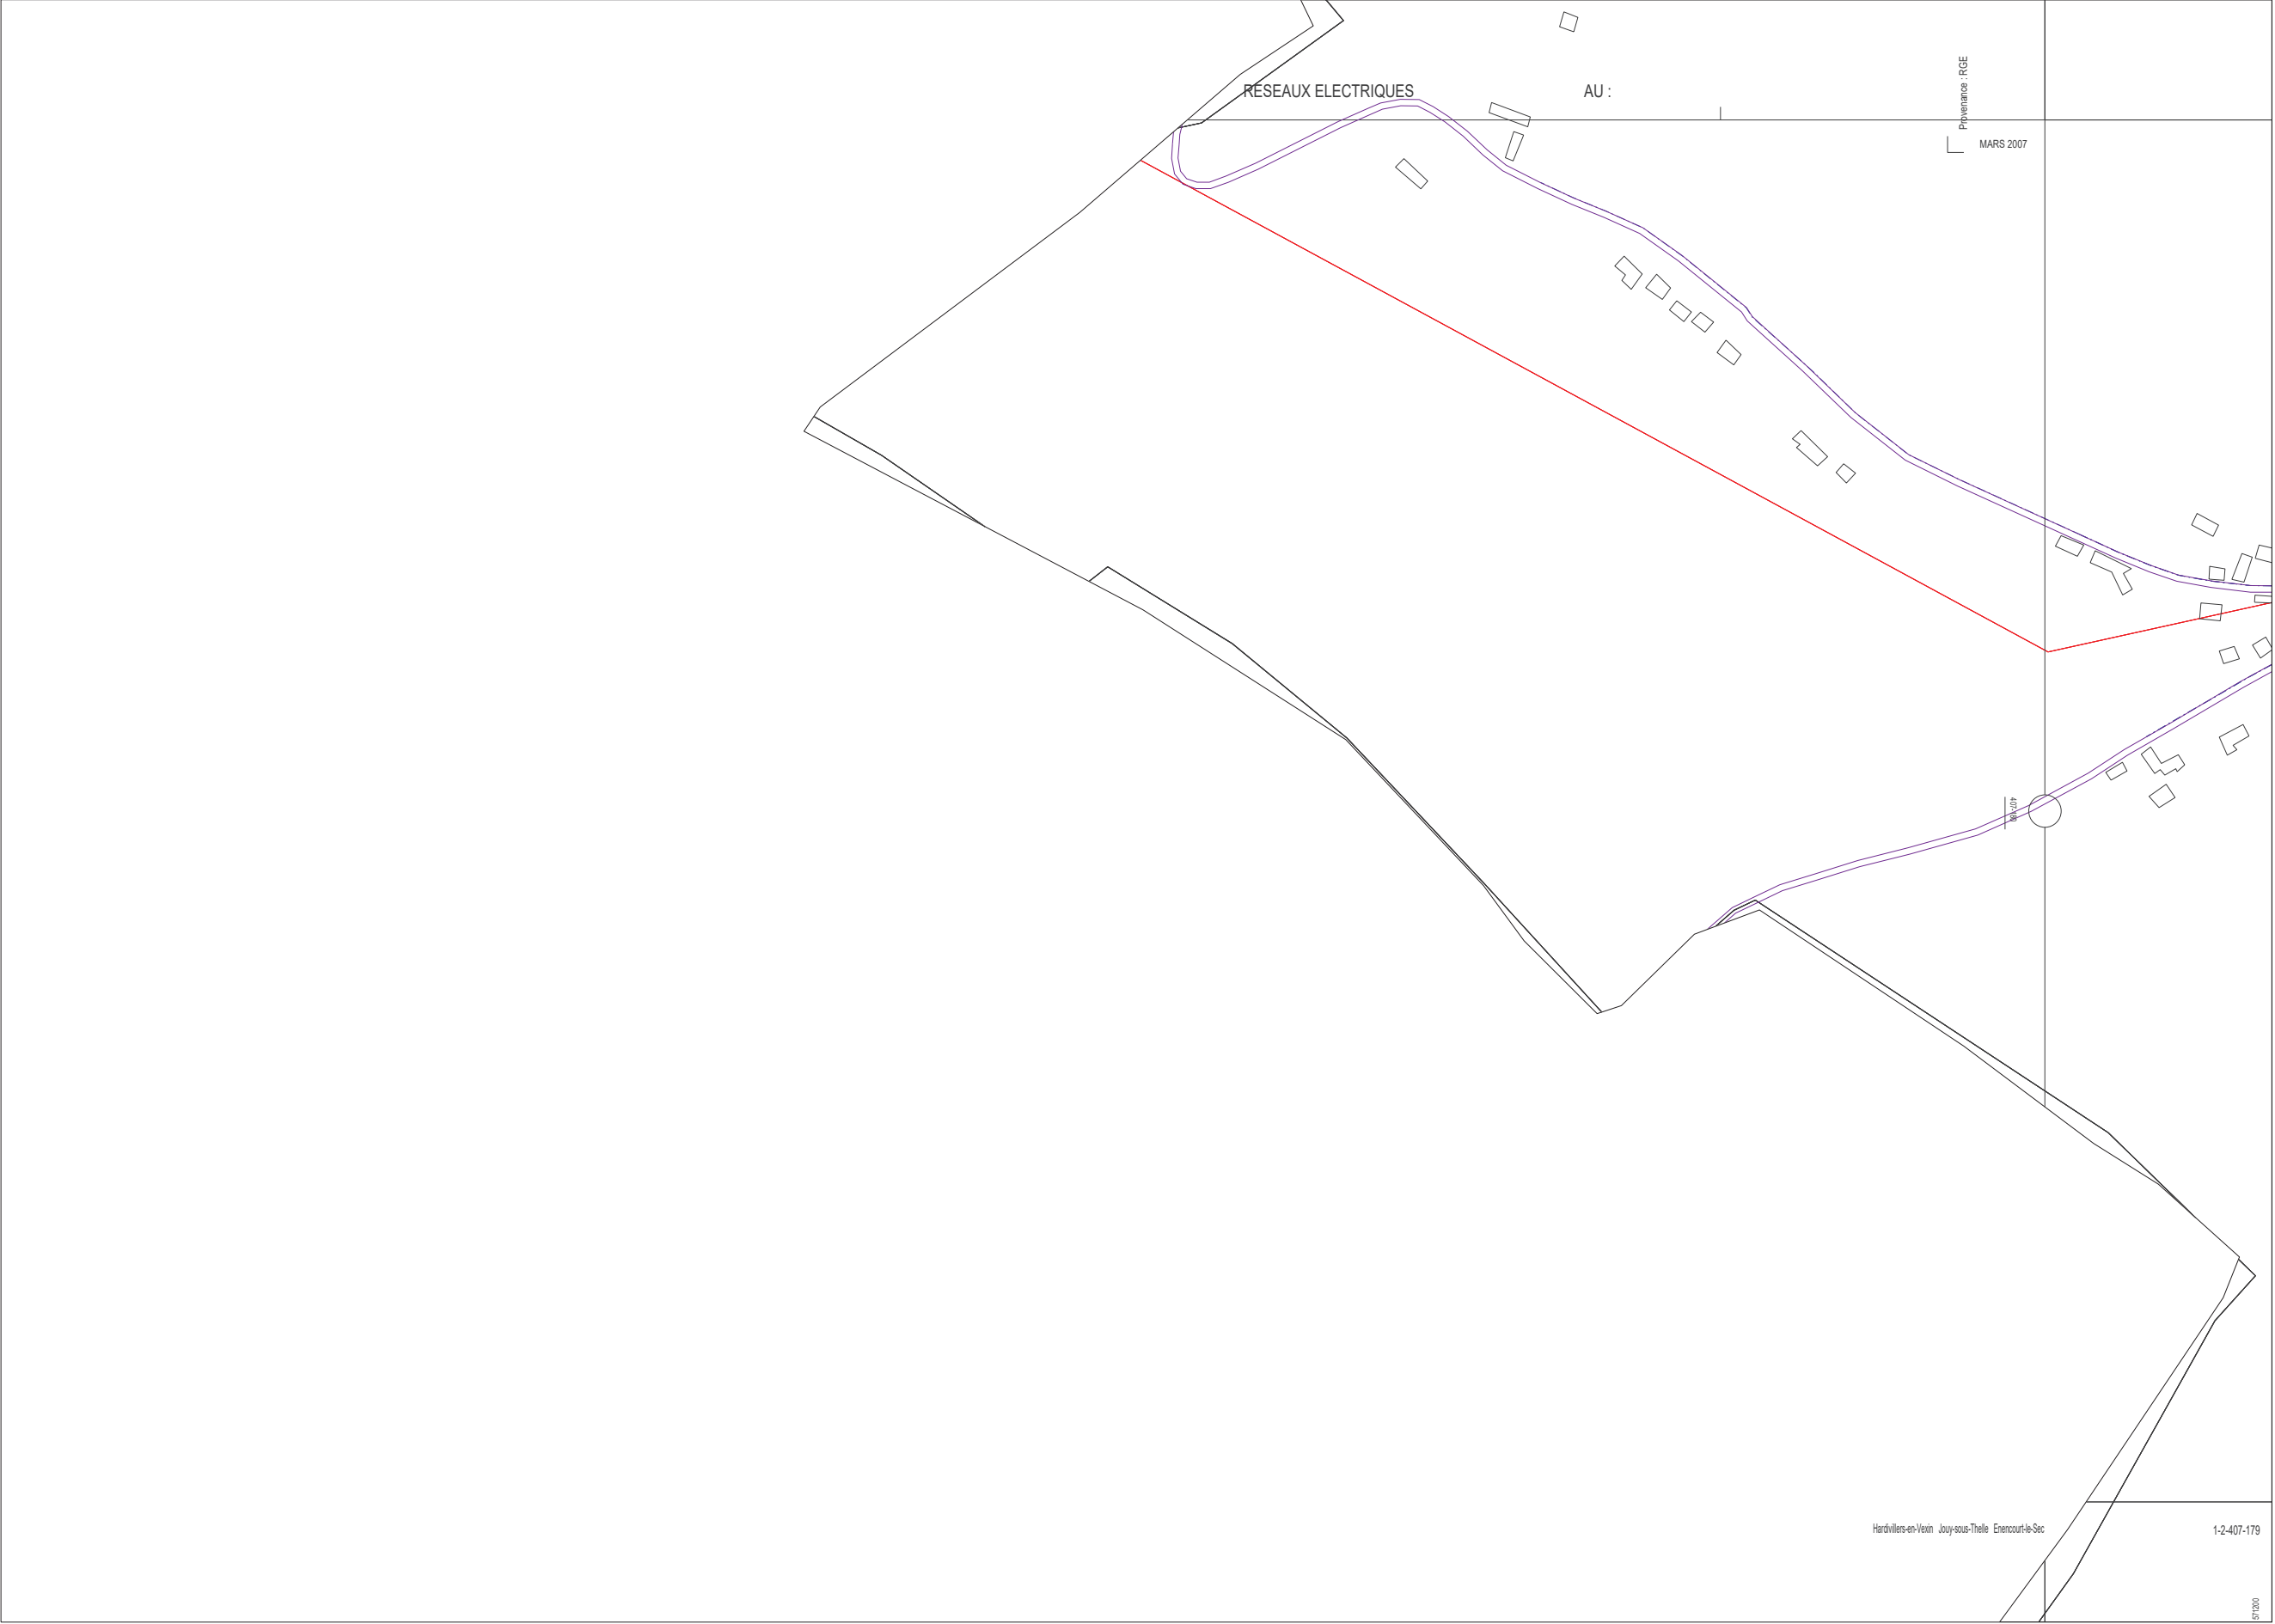 RESEAUX ELECTRIQUES AU :
Provenance : RGE
MARS 2007
Hardivillers-en-Vexin Jouy-sous-Thelle Enencourt-le-Sec
1-2-407-179
571200